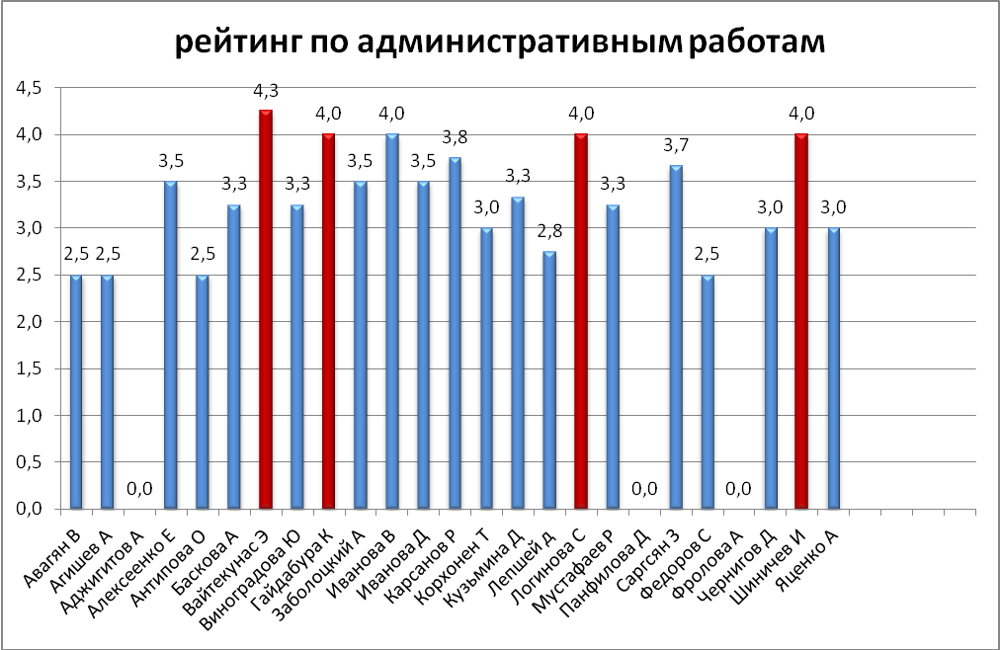 рейтинг по административным работам
4,5
4,0
3,5
3,0
2,5
2,0
1,5
1,0
0,5
0,0
2,5
2,5
0,0
3,5
2,5
3,3
4,3
3,3
4,0
3,5
4,0
3,5
3,8
3,0
3,3
2,8
4,0
3,3
0,0
3,7
2,5
0,0
3,0
4,0
3,0
Авагян В
Агишев А
Аджигитов А
Алексеенко Е
Антипова О
Баскова А
Вайтекунас Э
Виноградова Ю
Гайдабура К
Заболоцкий А
Иванова В
Иванова Д
Карсанов Р
Корхонен Т
Кузьмина Д
Лепшей д
Логинова С
Мустафаев Р
Панфилова Д
Саргсян З
Федоров С
Фролова А
Чернигов Д
Шиничев И
Яценко А